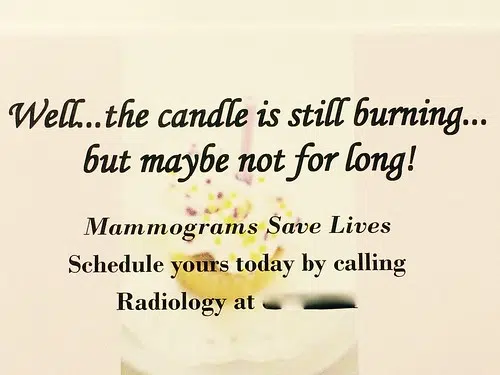 Well...the candle is still burning...
but maybe not for long!
Mammograms Save Lives
Schedule yours today by calling
Radiology at